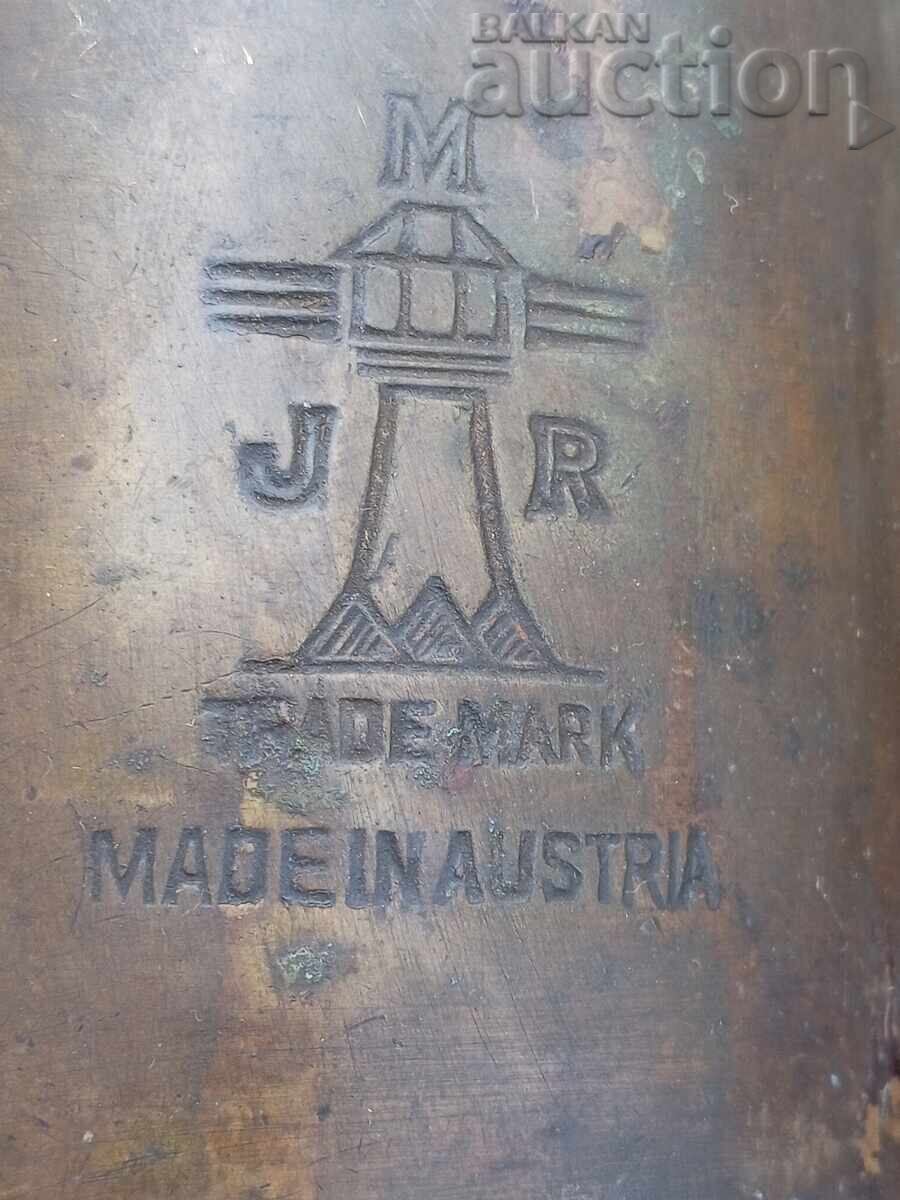 BALKAN
auction
M
J R
TRADE-MARK
MADE IN AUSTRIA